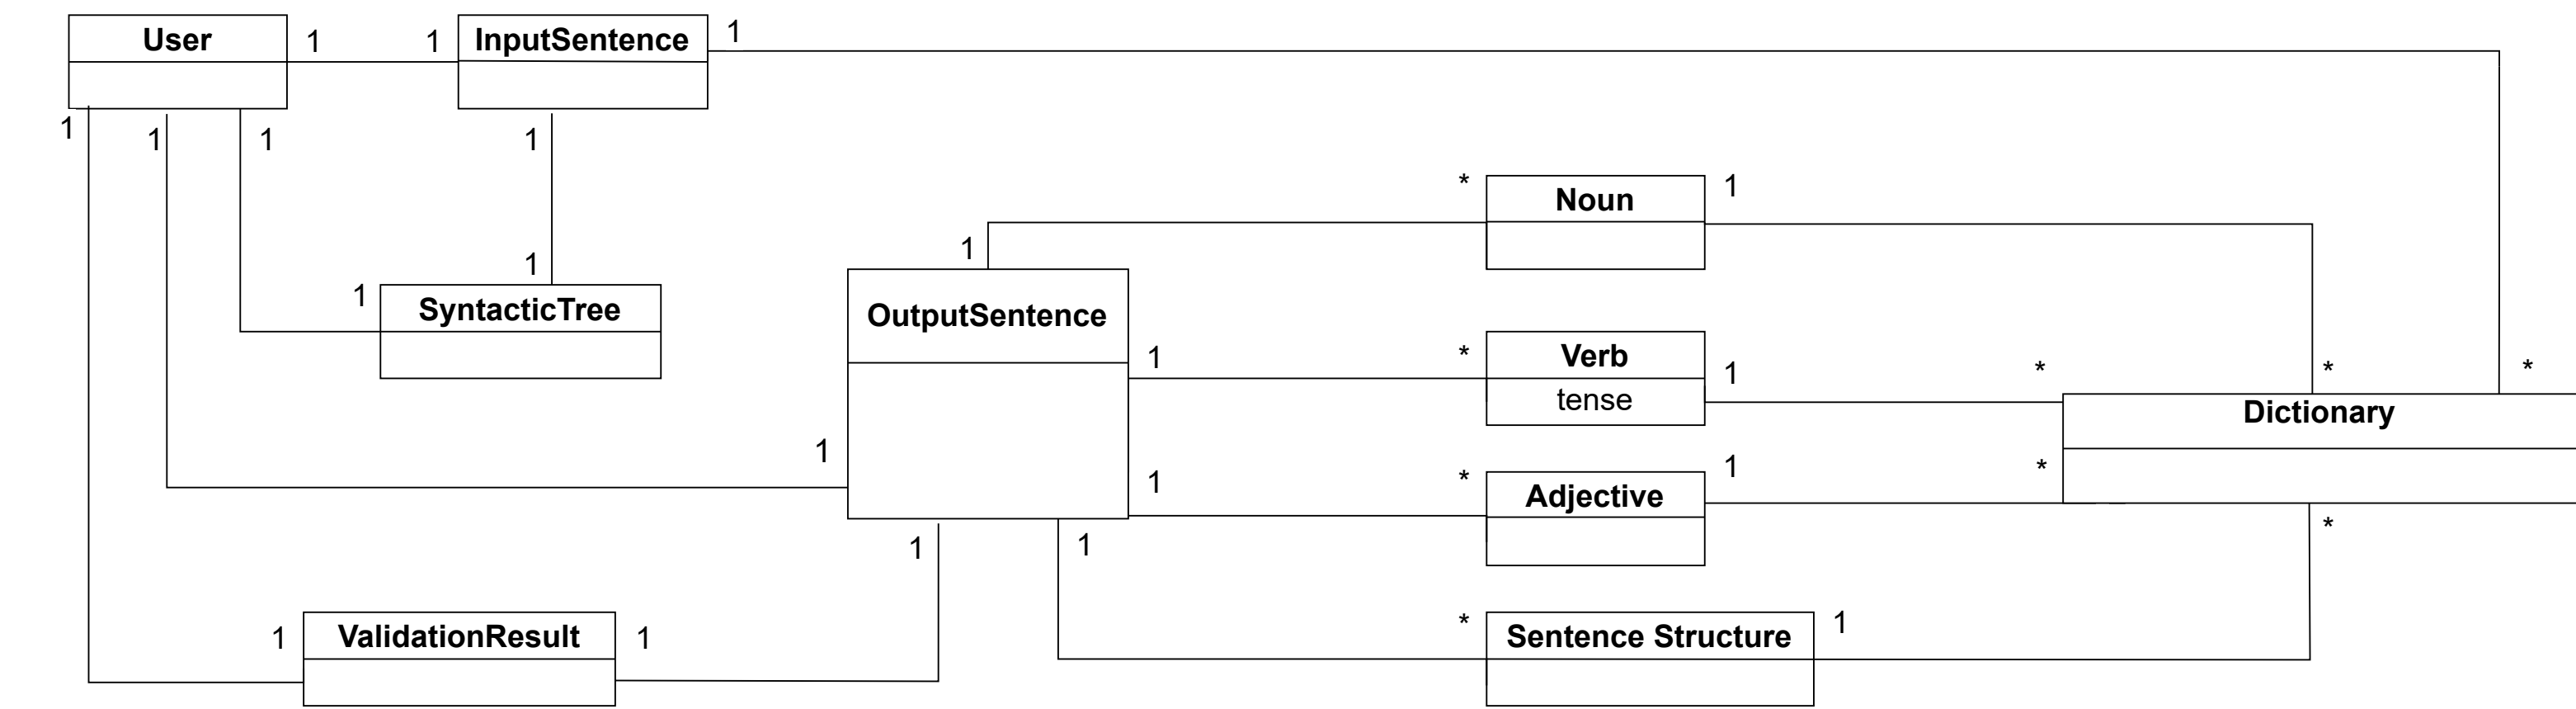 User
1
1
InputSentence
1
1
1
1
1
*
Noun
1
1
1
1
SyntacticTree
OutputSentence
1
*
Verb
1
*
*
*
tense
Dictionary
1
1
*
Adjective
1
*
1
1
*
1
ValidationResult
1
*
Sentence Structure
1